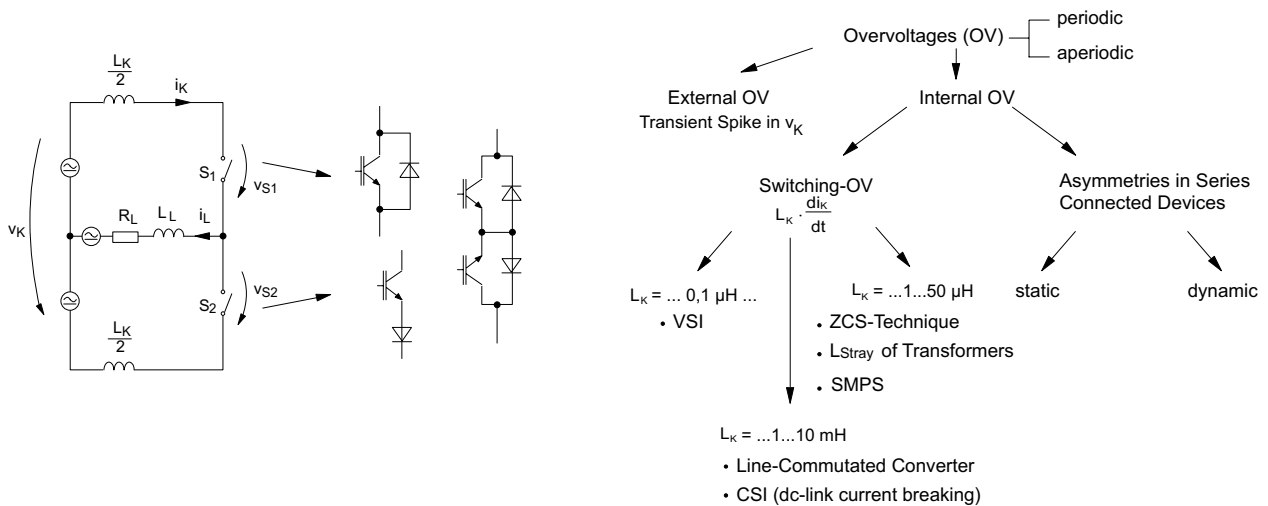 L_K
2
i_K
S_1
v_S1
v_K
R_L
L_L
i_L
S_2
v_S2
L_K
2
Overvoltages (OV)
periodic
aperiodic
External OV
Transient Spike in v_K
Internal OV
Switching-OV
L_K · di_K
dt
Asymmetries in Series
Connected Devices
L_K = ... 0,1 µH ...
• VSI
L_K = ...1...50 µH
• ZCS-Technique
• L_Stray of Transformers
• SMPS
static
dynamic
L_K = ...1...10 mH
• Line-Commutated Converter
• CSI (dc-link current breaking)